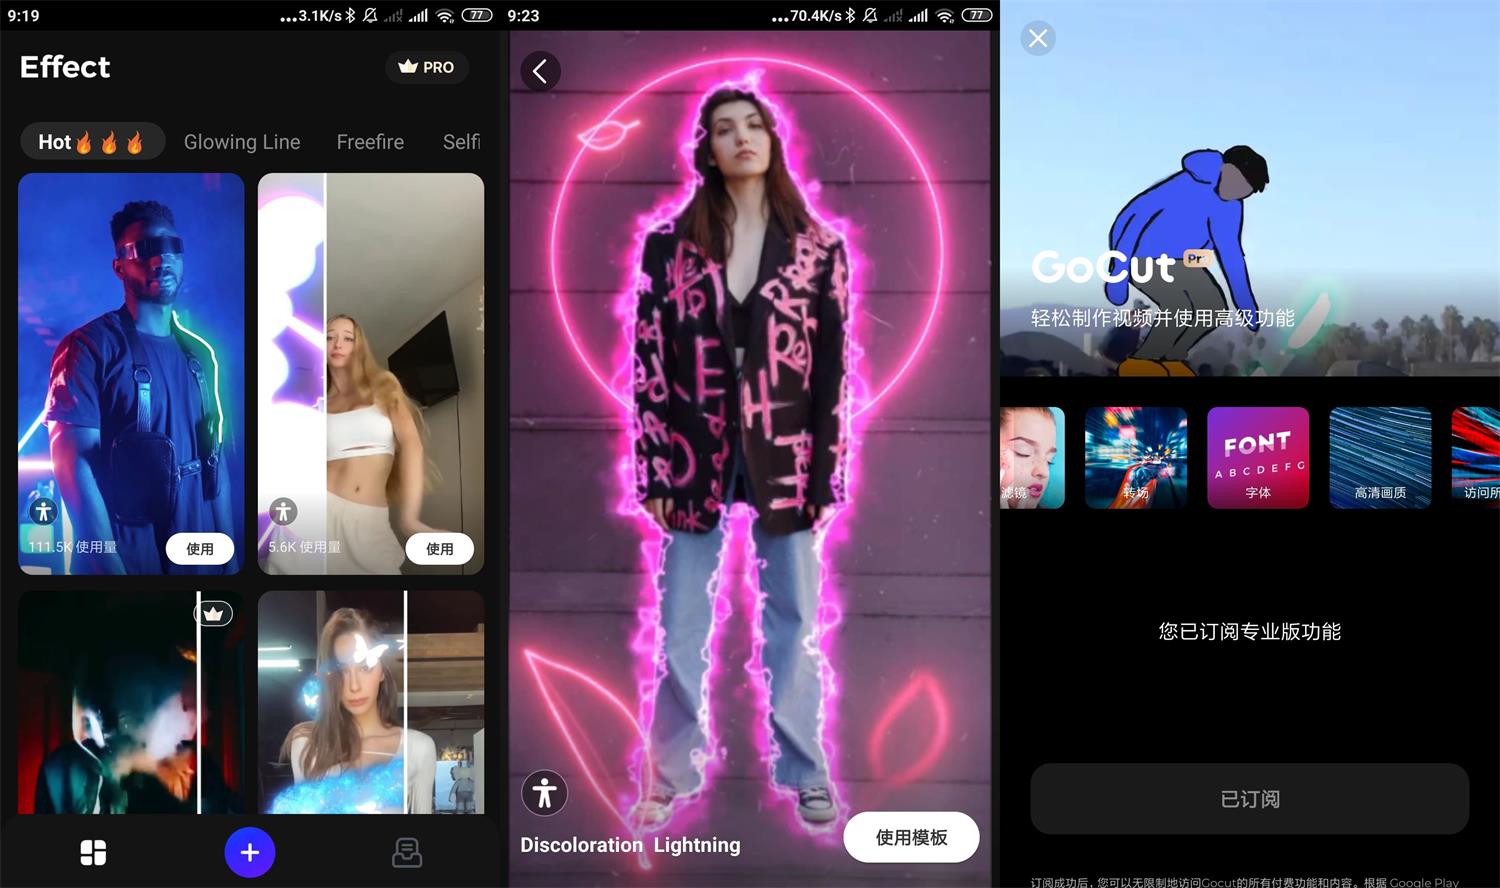 9:19
...3.1K/s
77
Effect
PRO
Hot
Glowing Line
Freefire
Selfi
111.5K 使用量
使用
5.6K 使用量
使用
9:23
...70.4K/s
77
Discoloration Lightning
使用模板
GoCut Pro
轻松制作视频并使用高级功能
滤镜
转场
FONT
A B C D E F G
字体
高清画质
访问所
您已订阅专业版功能
已订阅
订阅成功后，您可以无限制地访问Gocut的所有付费功能和内容。根据 Google Play